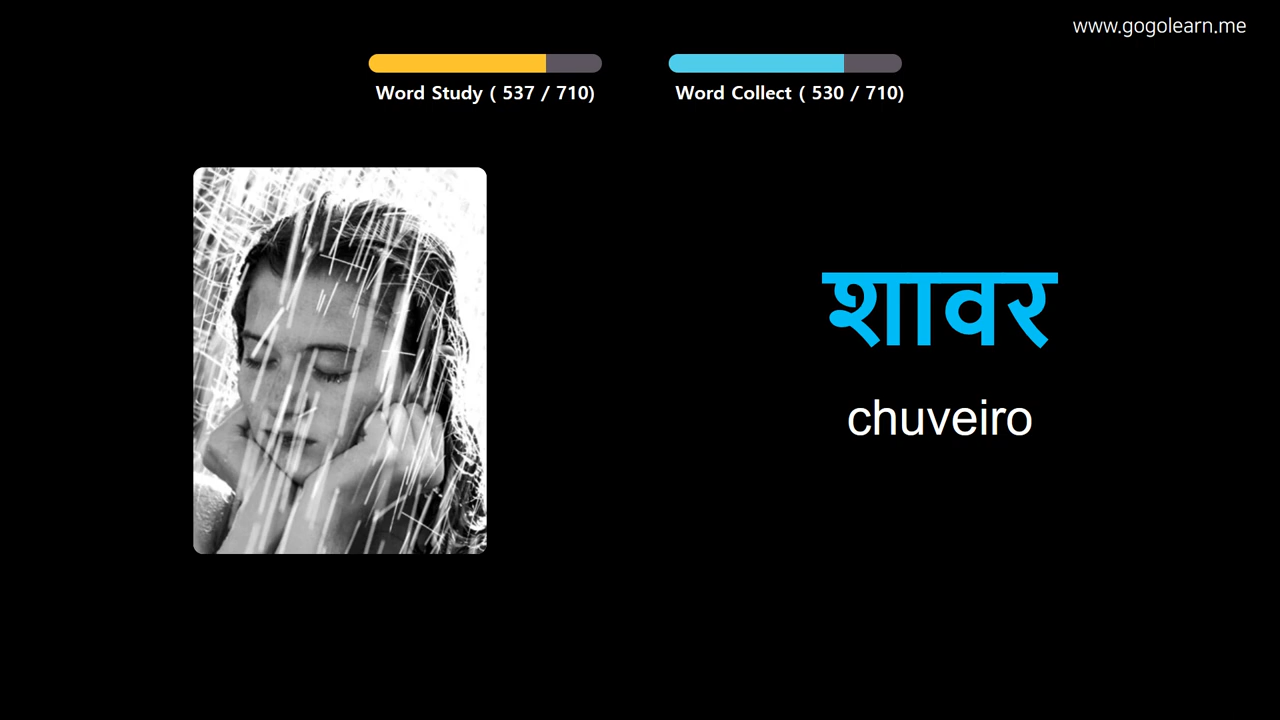 www.gogolearn.me
Word Study ( 537 / 710)
Word Collect ( 530 / 710)
शावर
chuveiro